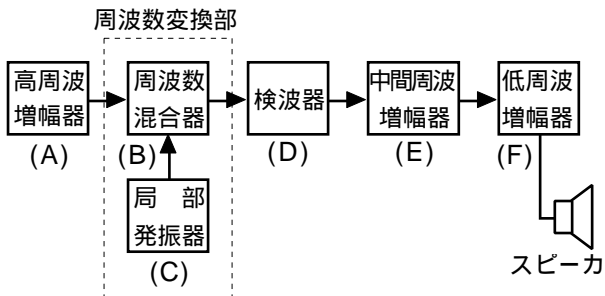 周波数変換部
高周波
増幅器
(A)
周波数
混合器
(B)
局 部
発振器
(C)
検波器
(D)
中間周波
増幅器
(E)
低周波
増幅器
(F)
スピーカ